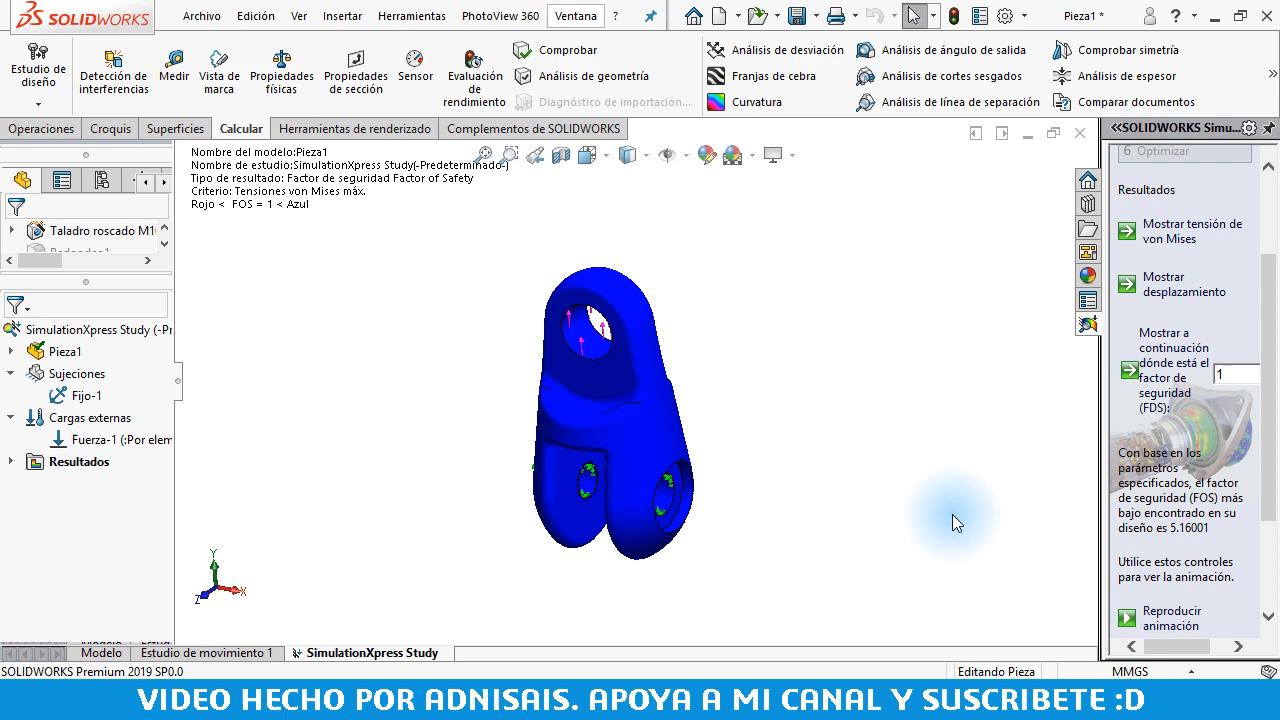 SOLIDWORKS
Archivo Edición Ver Insertar Herramientas PhotoView 360 Ventana ? Pieza1 *
Estudio de diseño
Detección de interferencias
Medir
Vista de marca
Propiedades físicas
Propiedades de sección
Sensor
Evaluación de rendimiento
Comprobar
Análisis de geometría
Diagnóstico de importación...
Análisis de desviación
Franjas de cebra
Curvatura
Análisis de ángulo de salida
Análisis de cortes sesgados
Análisis de línea de separación
Comprobar simetría
Análisis de espesor
Comparar documentos
Operaciones Croquis Superficies Calcular Herramientas de renderizado Complementos de SOLIDWORKS
Nombre del modelo:Pieza1
Nombre de estudio:SimulationXpress Study(-Predeterminado-)
Tipo de resultado: Factor de seguridad Factor of Safety
Criterio: Tensiones von Mises máx.
Rojo < FOS = 1 < Azul
Taladro roscado M1
SimulationXpress Study (-Pr
Pieza1
Sujeciones
Fijo-1
Cargas externas
Fuerza-1 (:Por elem
Resultados
Y
X
Z
SOLIDWORKS Simu...
6 Optimizar
Resultados
Mostrar tensión de
von Mises
Mostrar
desplazamiento
Mostrar a
continuación
dónde está el
factor de
seguridad
(FDS):
1
Con base en los
parámetros
especificados, el factor
de seguridad (FOS) más
bajo encontrado en su
diseño es 5.16001
Utilice estos controles
para ver la animación.
Reproducir
animación
Modelo Estudio de movimiento 1 SimulationXpress Study
SOLIDWORKS Premium 2019 SP0.0 Editando Pieza MMGS
VIDEO HECHO POR ADNISAIS. APOYA A MI CANAL Y SUSCRIBETE :D